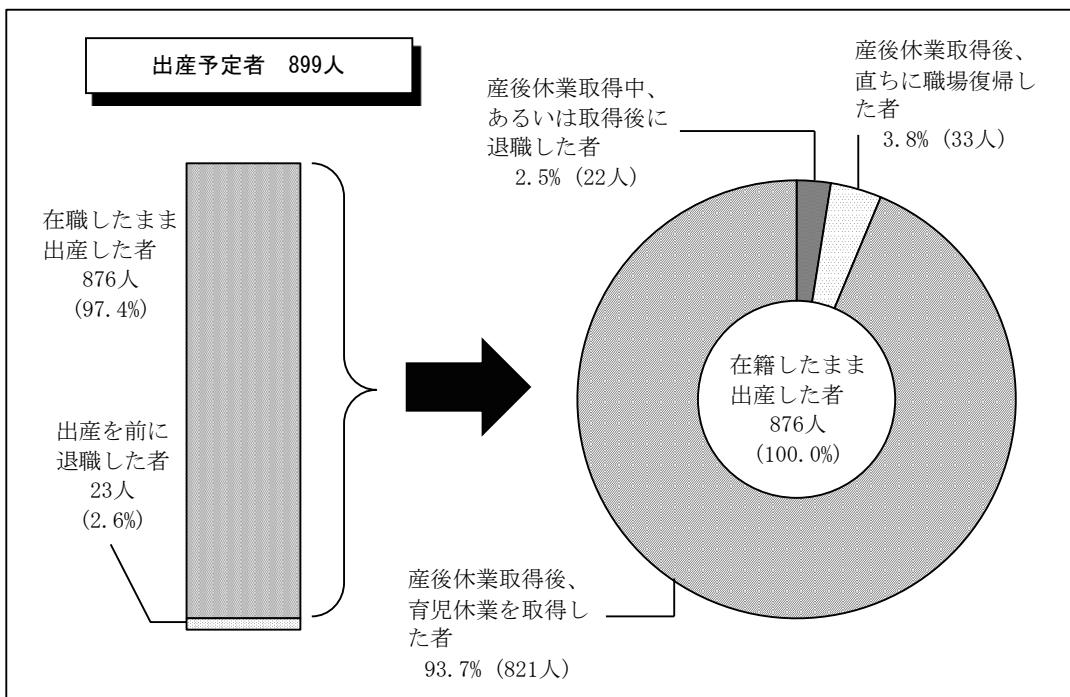 出産予定者　899人
在職したまま
出産した者
876人
(97.4%)
出産を前に
退職した者
23人
(2.6%)
産後休業取得中、
あるいは取得後に
退職した者
2.5% (22人)
産後休業取得後、
直ちに職場復帰し
た者
3.8% (33人)
在籍したまま
出産した者
876人
(100.0%)
産後休業取得後、
育児休業を取得し
た者
93.7% (821人)